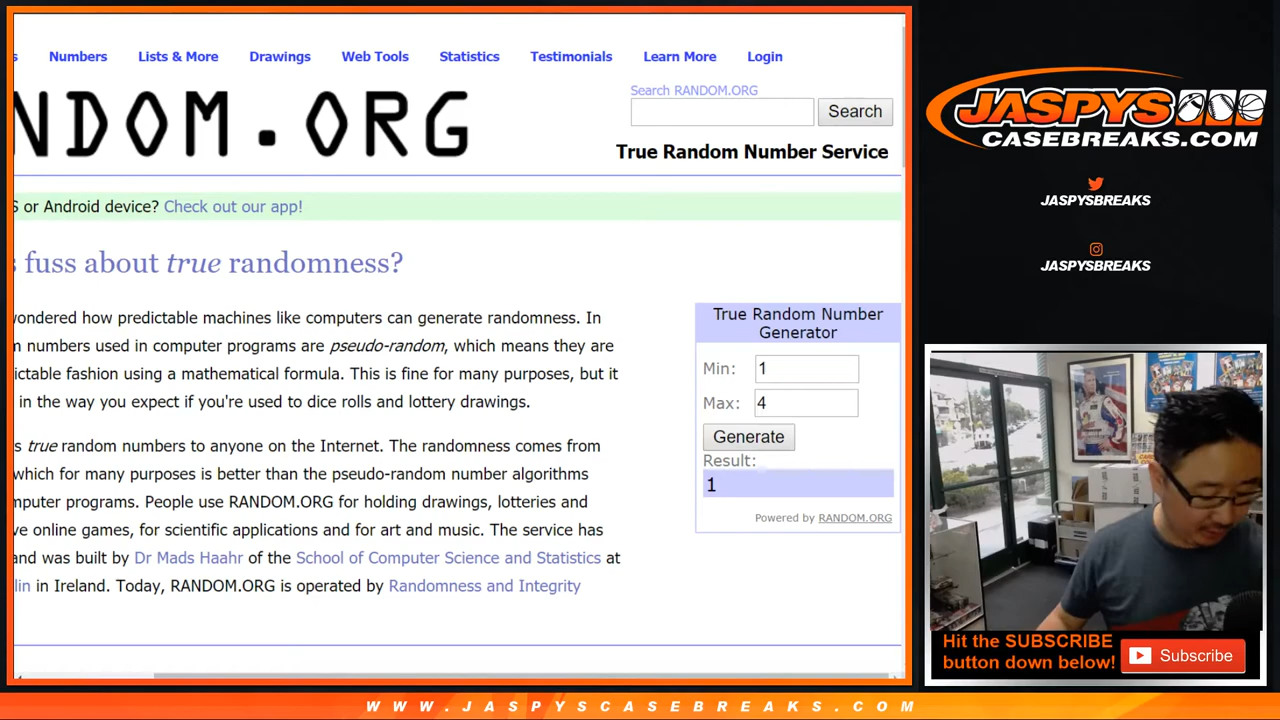 s
Numbers
Lists & More
Drawings
Web Tools
Statistics
Testimonials
Learn More
Login
Search RANDOM.ORG
Search
NDOM.ORG
True Random Number Service
S or Android device? Check out our app!
s fuss about true randomness?
wondered how predictable machines like computers can generate randomness. In
m numbers used in computer programs are pseudo-random, which means they are
ictable fashion using a mathematical formula. This is fine for many purposes, but it
in the way you expect if you're used to dice rolls and lottery drawings.
s true random numbers to anyone on the Internet. The randomness comes from
which for many purposes is better than the pseudo-random number algorithms
mputer programs. People use RANDOM.ORG for holding drawings, lotteries and
ve online games, for scientific applications and for art and music. The service has
and was built by Dr Mads Haahr of the School of Computer Science and Statistics at
lin in Ireland. Today, RANDOM.ORG is operated by Randomness and Integrity
True Random Number
Generator
Min: 1
Max: 4
Generate
Result:
1
Powered by RANDOM.ORG
JASPYS
CASEBREAKS.COM
JASPYSBREAKS
JASPYSBREAKS
Hit the SUBSCRIBE
button down below!
Subscribe
WWW.JASPYSCASEBREAKS.COM